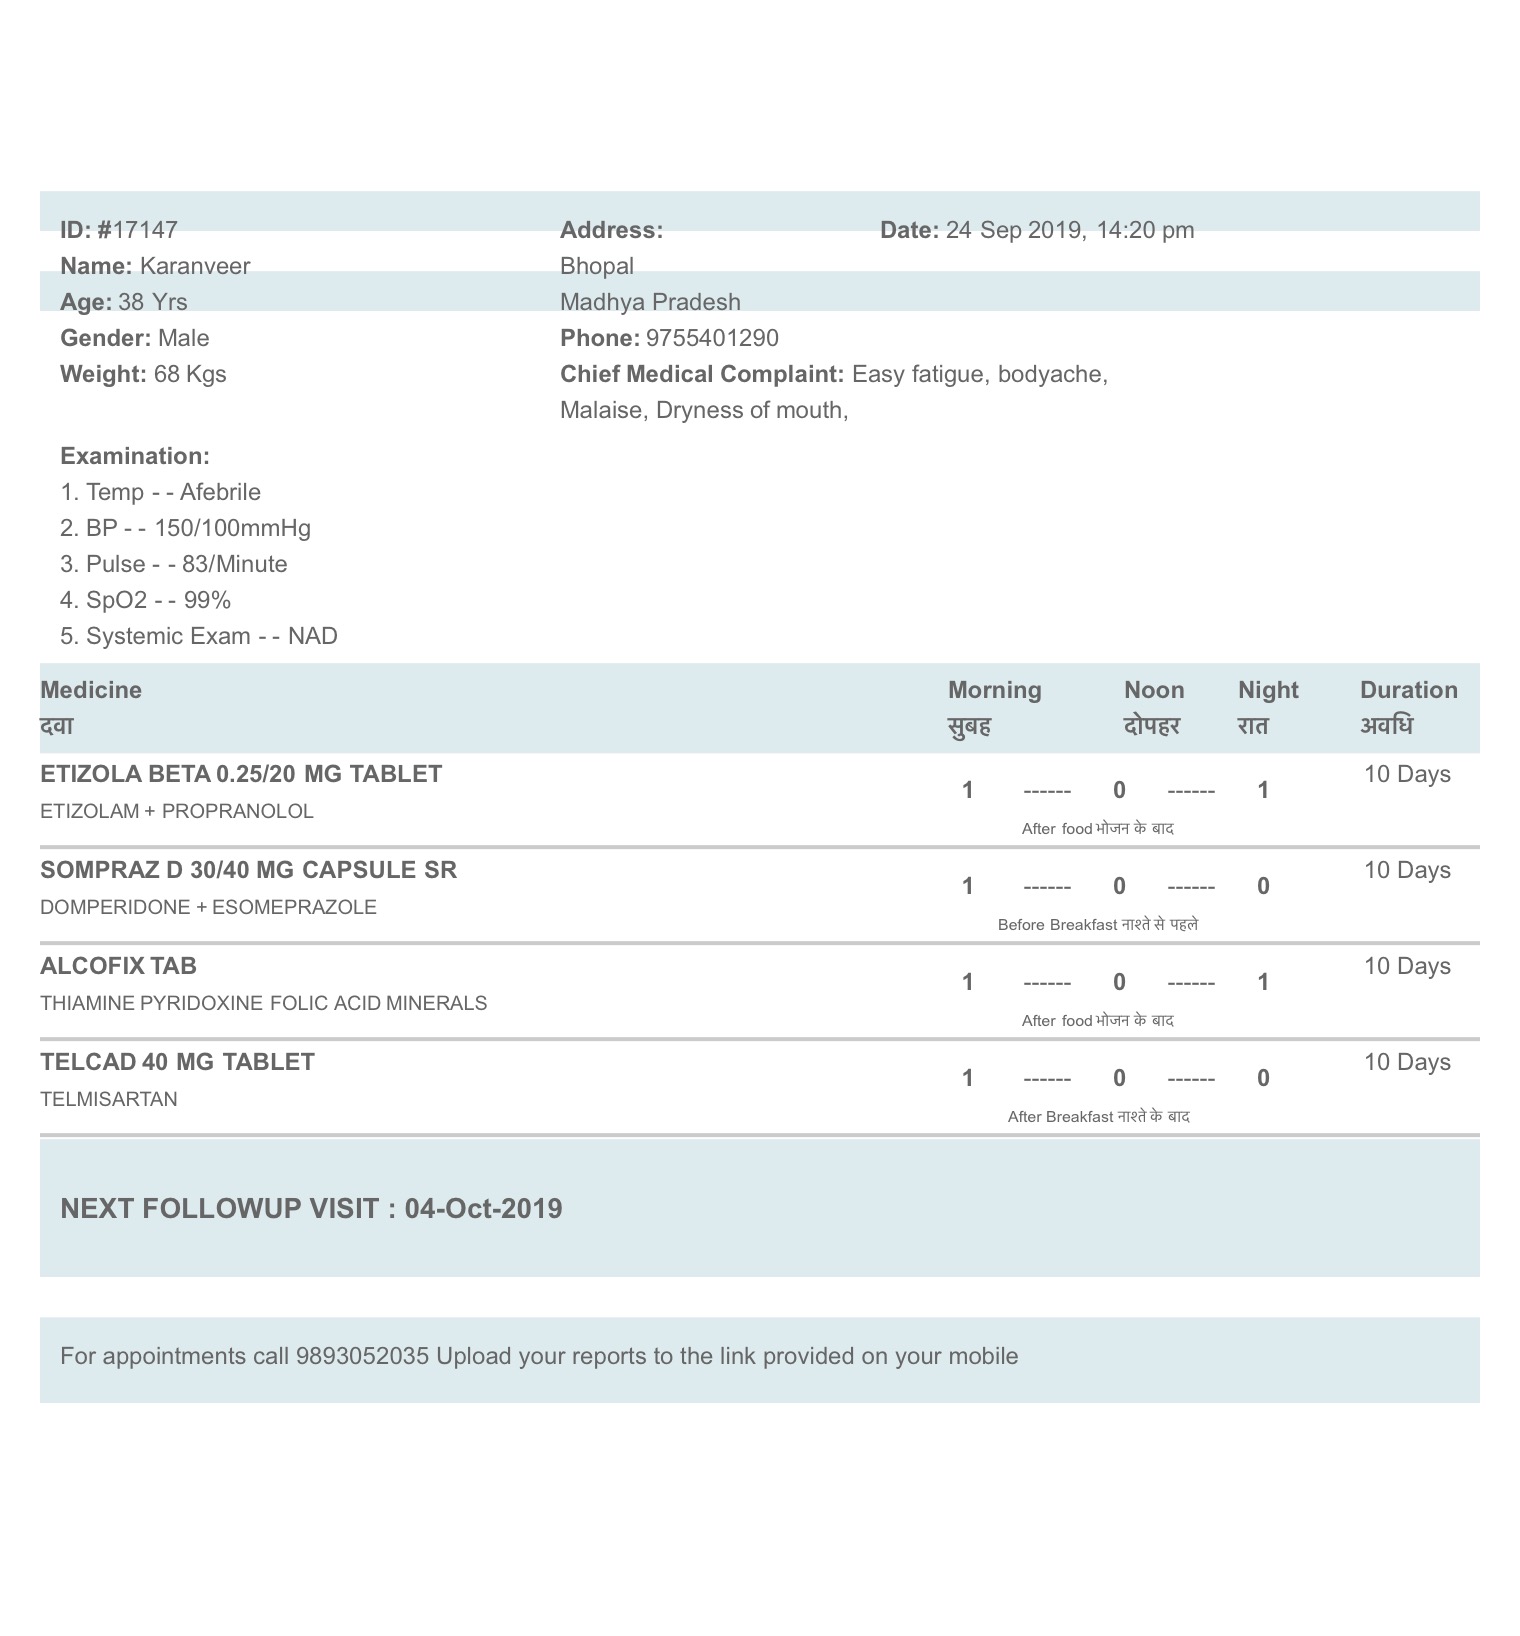 ID: #17147 Address: Date: 24 Sep 2019, 14:20 pm
Name: Karanveer Bhopal
Age: 38 Yrs Madhya Pradesh
Gender: Male Phone: 9755401290
Weight: 68 Kgs Chief Medical Complaint: Easy fatigue, bodyache,
Malaise, Dryness of mouth,
Examination:
1. Temp - - Afebrile
2. BP - - 150/100mmHg
3. Pulse - - 83/Minute
4. SpO2 - - 99%
5. Systemic Exam - - NAD
Medicine Morning Noon Night Duration
दवा सुबह दोपहर रात अवधि
ETIZOLA BETA 0.25/20 MG TABLET 1 ------ 0 ------ 1 10 Days
ETIZOLAM + PROPRANOLOL After food भोजन के बाद
SOMPRAZ D 30/40 MG CAPSULE SR 1 ------ 0 ------ 0 10 Days
DOMPERIDONE + ESOMEPRAZOLE Before Breakfast नाश्ते से पहले
ALCOFIX TAB 1 ------ 0 ------ 1 10 Days
THIAMINE PYRIDOXINE FOLIC ACID MINERALS After food भोजन के बाद
TELCAD 40 MG TABLET 1 ------ 0 ------ 0 10 Days
TELMISARTAN After Breakfast नाश्ते के बाद
NEXT FOLLOWUP VISIT : 04-Oct-2019
For appointments call 9893052035 Upload your reports to the link provided on your mobile